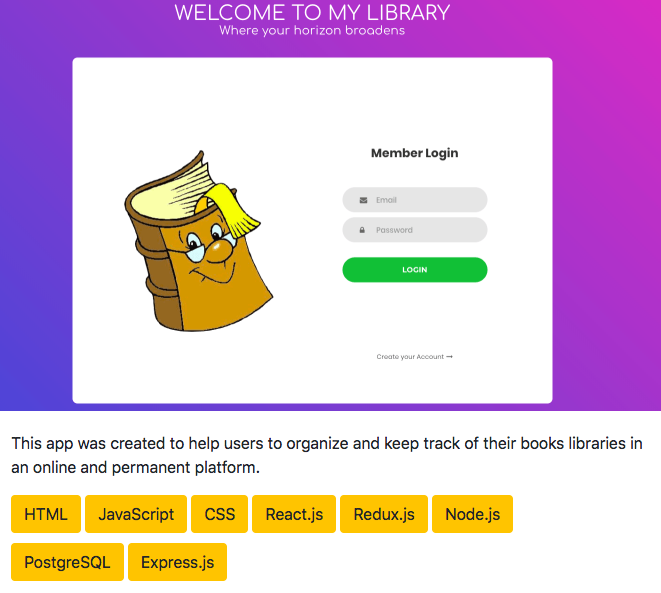 WELCOME TO MY LIBRARY
Where your horizon broadens
Member Login
Email
Password
LOGIN
Create your Account →
This app was created to help users to organize and keep track of their books libraries in
an online and permanent platform.
HTML JavaScript CSS React.js Redux.js Node.js
PostgreSQL Express.js